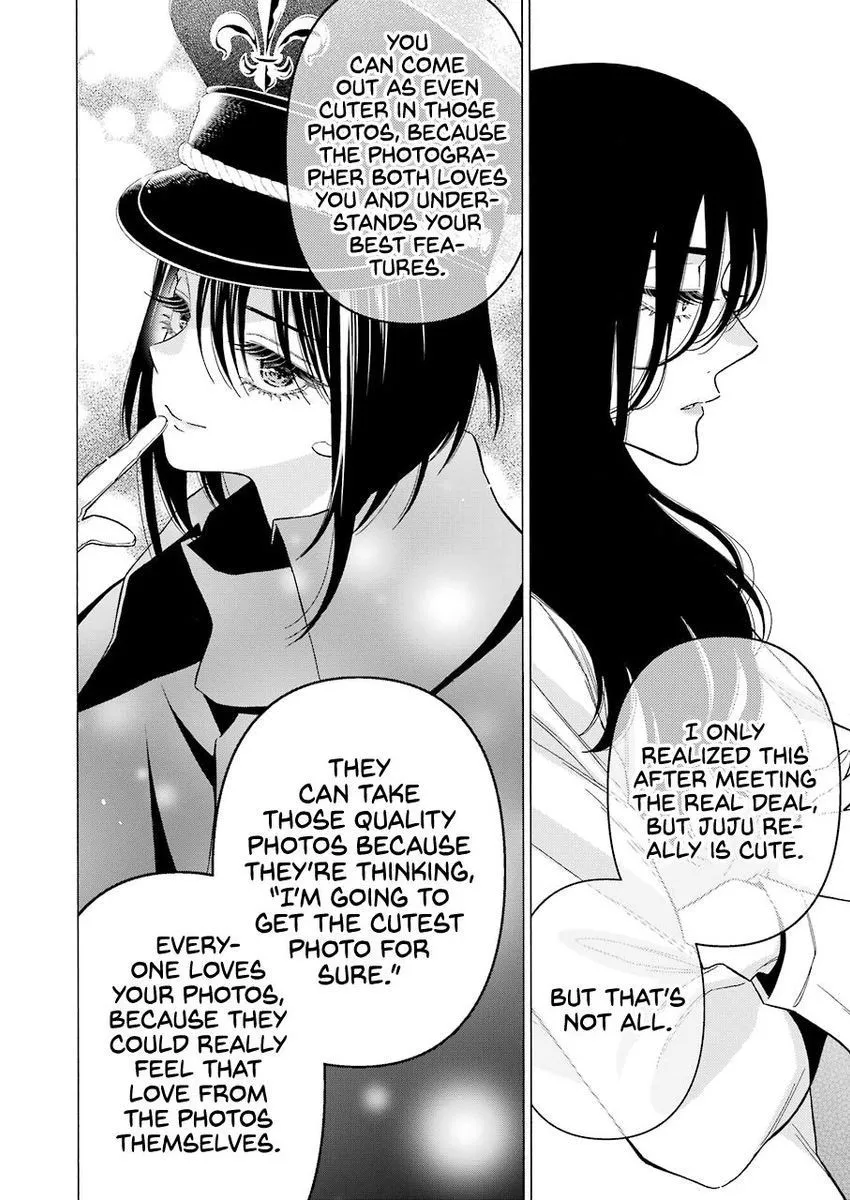 I ONLY
REALIZED THIS
AFTER MEETING
THE REAL DEAL,
BUT JUJU RE-
ALLY IS CUTE.
BUT THAT'S
NOT ALL.
YOU
CAN COME
OUT AS EVEN
CUTER IN THOSE
PHOTOS, BECAUSE
THE PHOTOGRA-
PHER BOTH LOVES
YOU AND UNDER-
STANDS YOUR
BEST FEA-
TURES.
THEY
CAN TAKE
THOSE QUALITY
PHOTOS BECAUSE
THEY'RE THINKING,
"I'M GOING TO
GET THE CUTEST
PHOTO FOR
SURE."
EVERY-
ONE LOVES
YOUR PHOTOS,
BECAUSE THEY
COULD REALLY
FEEL THAT
LOVE FROM
THE PHOTOS
THEMSELVES.